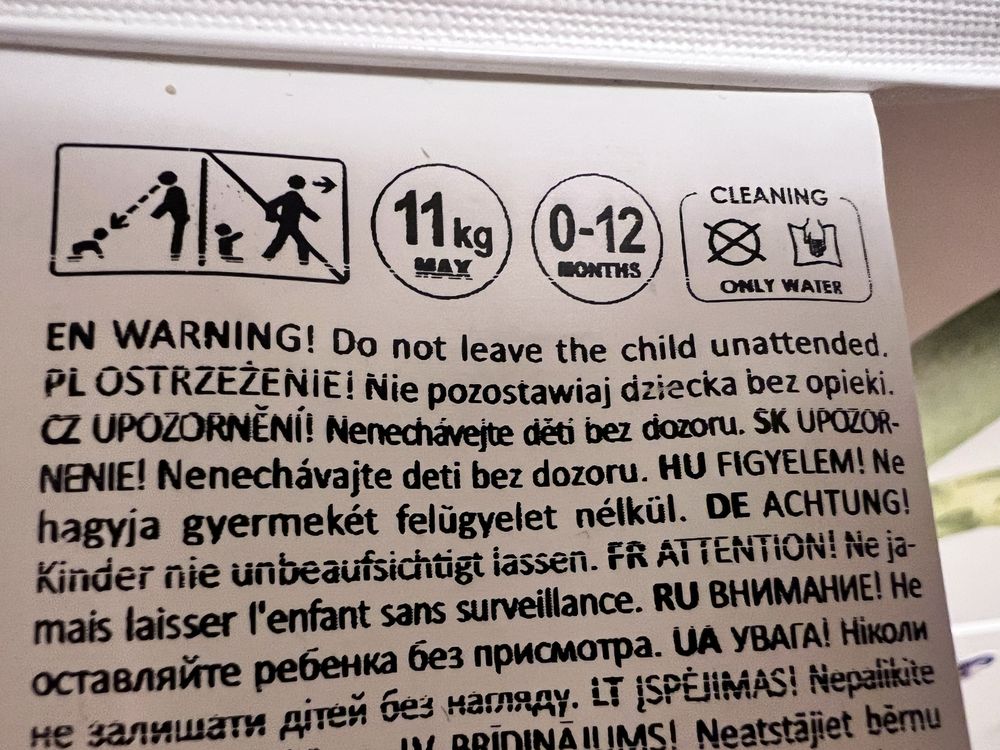 11kg
MAX
0-12
MONTHS
CLEANING
ONLY WATER
EN WARNING! Do not leave the child unattended.
PL OSTRZEŻENIE! Nie pozostawiaj dziecka bez opieki.
CZ UPOZORNĚNÍ! Nenechávejte děti bez dozoru. SK UPOZOR-
NENIE! Nenechávajte deti bez dozoru. HU FIGYELEM! Ne
hagyja gyermekét felügyelet nélkül. DE ACHTUNG!
Kinder nie unbeaufsichtigt lassen. FR ATTENTION! Ne ja-
mais laisser l'enfant sans surveillance. RU ВНИМАНИЕ! Не
оставляйте ребенка без присмотра. UA УВАГА! Ніколи
не залишати дітей без нагляду. LT ĮSPĖJIMAS! Nepalikite
LV BRĪDINĀJUMS! Neatstājiet bērnu